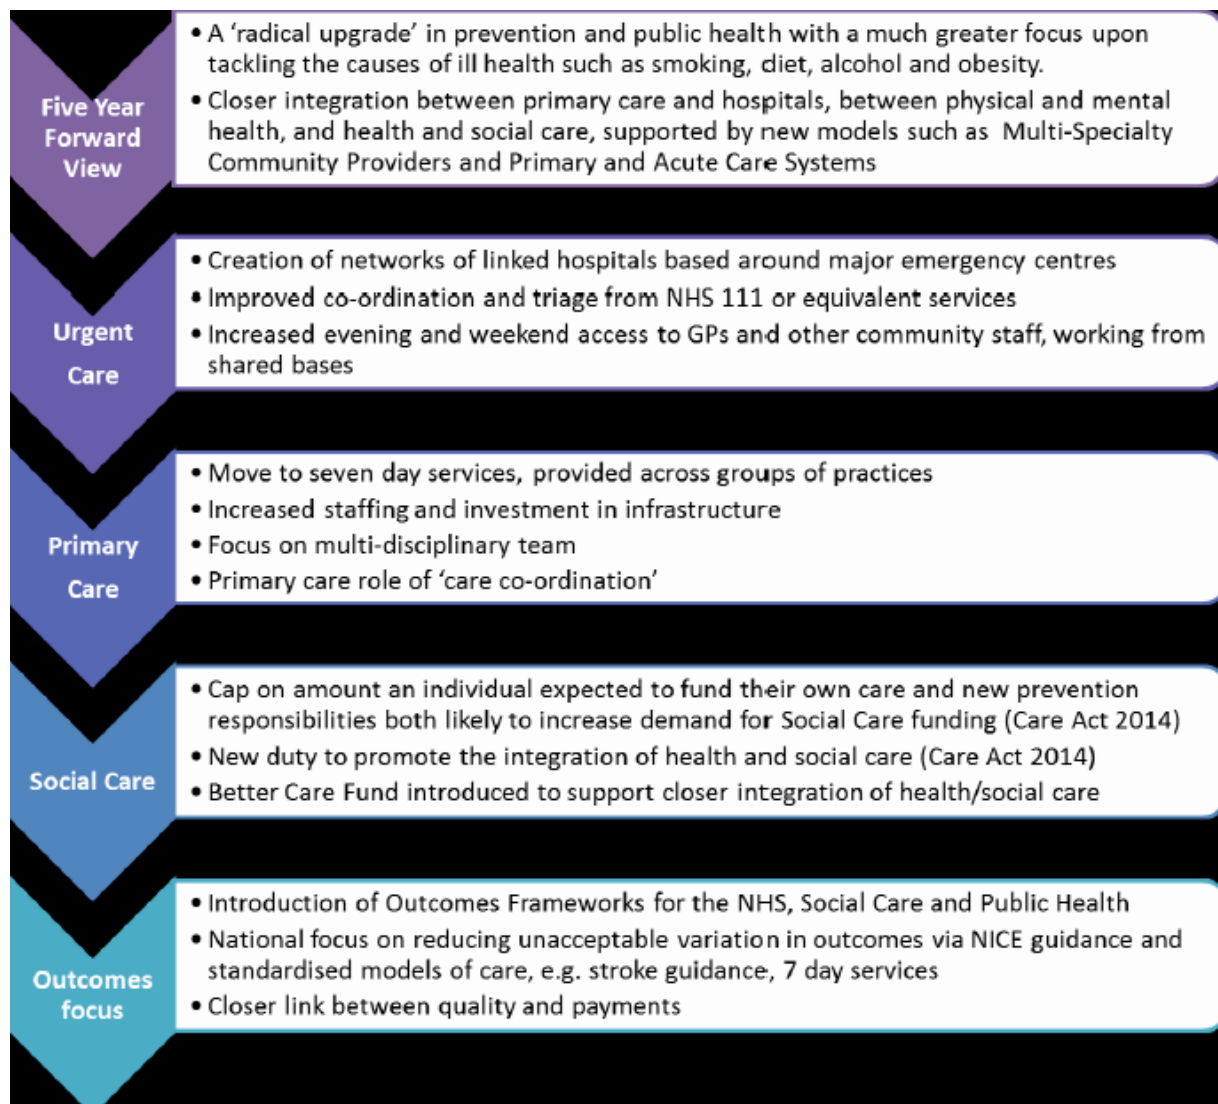 Five Year
Forward
View
• A ‘radical upgrade’ in prevention and public health with a much greater focus upon
tackling the causes of ill health such as smoking, diet, alcohol and obesity.
• Closer integration between primary care and hospitals, between physical and mental
health, and health and social care, supported by new models such as Multi-Specialty
Community Providers and Primary and Acute Care Systems
Urgent
Care
• Creation of networks of linked hospitals based around major emergency centres
• Improved co-ordination and triage from NHS 111 or equivalent services
• Increased evening and weekend access to GPs and other community staff, working from
shared bases
Primary
Care
• Move to seven day services, provided across groups of practices
• Increased staffing and investment in infrastructure
• Focus on multi-disciplinary team
• Primary care role of ‘care co-ordination’
Social Care
• Cap on amount an individual expected to fund their own care and new prevention
responsibilities both likely to increase demand for Social Care funding (Care Act 2014)
• New duty to promote the integration of health and social care (Care Act 2014)
• Better Care Fund introduced to support closer integration of health/social care
Outcomes
focus
• Introduction of Outcomes Frameworks for the NHS, Social Care and Public Health
• National focus on reducing unacceptable variation in outcomes via NICE guidance and
standardised models of care, e.g. stroke guidance, 7 day services
• Closer link between quality and payments